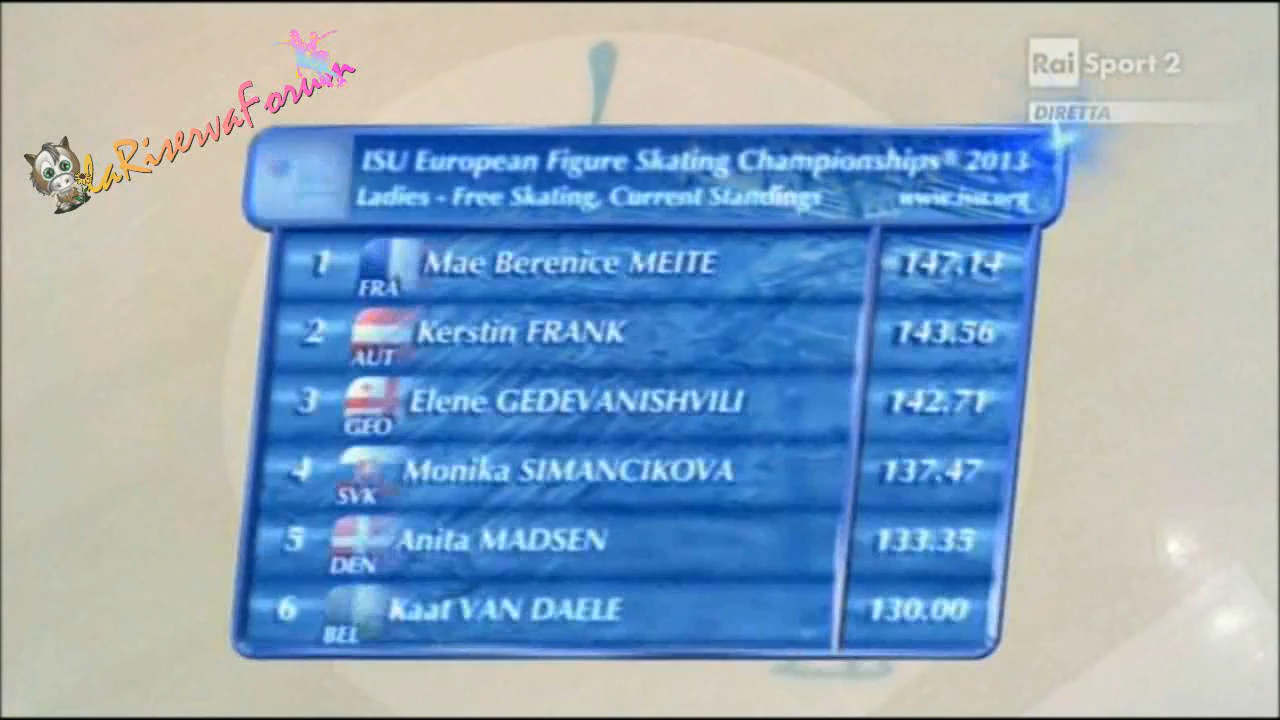 laRiservaForum
Rai Sport 2
DIRETTA
ISU European Figure Skating Championships® 2013
Ladies - Free Skating, Current Standings www.isu.org
1 FRA Mae Berenice MEITE 147.14
2 AUT Kerstin FRANK 143.56
3 GEO Elene GEDEVANISHVILI 142.71
4 SVK Monika SIMANCIKOVA 137.47
5 DEN Anita MADSEN 133.35
6 BEL Kaat VAN DAELE 130.00